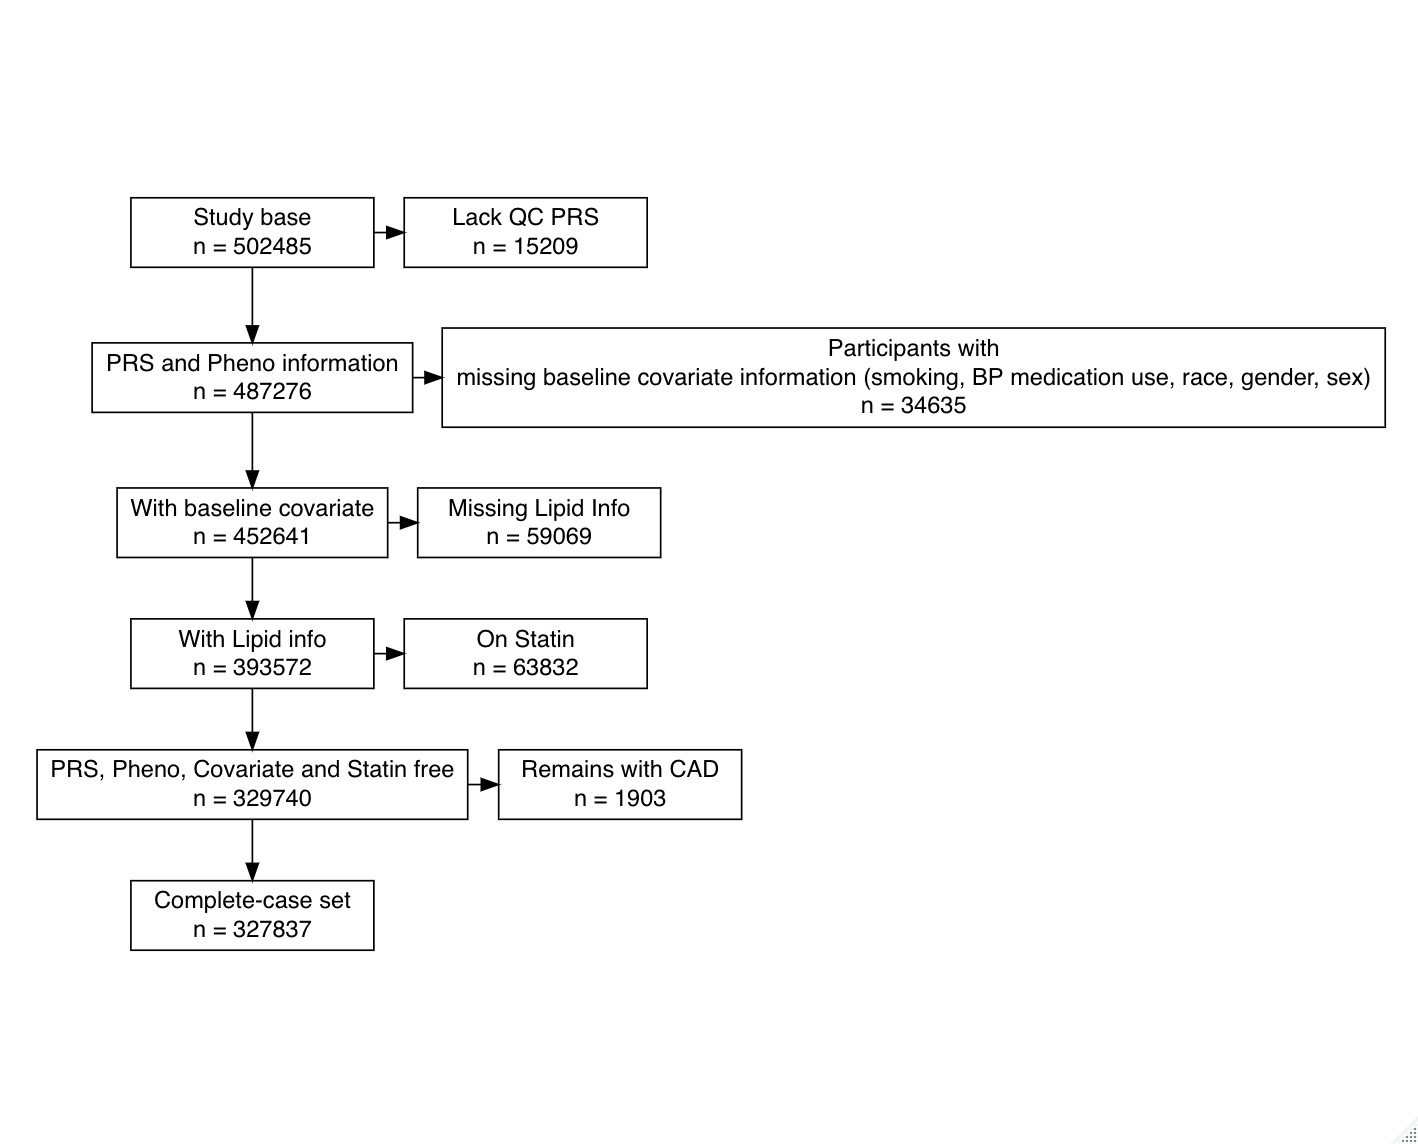 Study base
n = 502485
Lack QC PRS
n = 15209
PRS and Pheno information
n = 487276
Participants with
missing baseline covariate information (smoking, BP medication use, race, gender, sex)
n = 34635
With baseline covariate
n = 452641
Missing Lipid Info
n = 59069
With Lipid info
n = 393572
On Statin
n = 63832
PRS, Pheno, Covariate and Statin free
n = 329740
Remains with CAD
n = 1903
Complete-case set
n = 327837